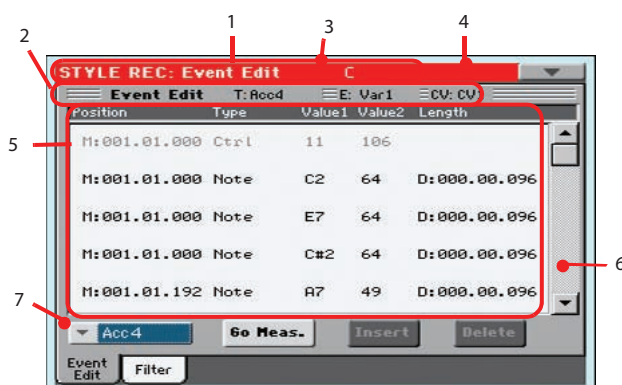 1
2
3
4
STYLE REC: Event Edit C
Event Edit T:Acc4 E: Var1 CV: CV1
Position Type Value1 Value2 Length
5
M:001.01.000 Ctrl 11 106
M:001.01.000 Note C2 64 D:000.00.096
M:001.01.000 Note E7 64 D:000.00.096
M:001.01.000 Note C#2 64 D:000.00.096
6
M:001.01.192 Note A7 49 D:000.00.096
7
Acc4 Go Meas. Insert Delete
Event Edit Filter